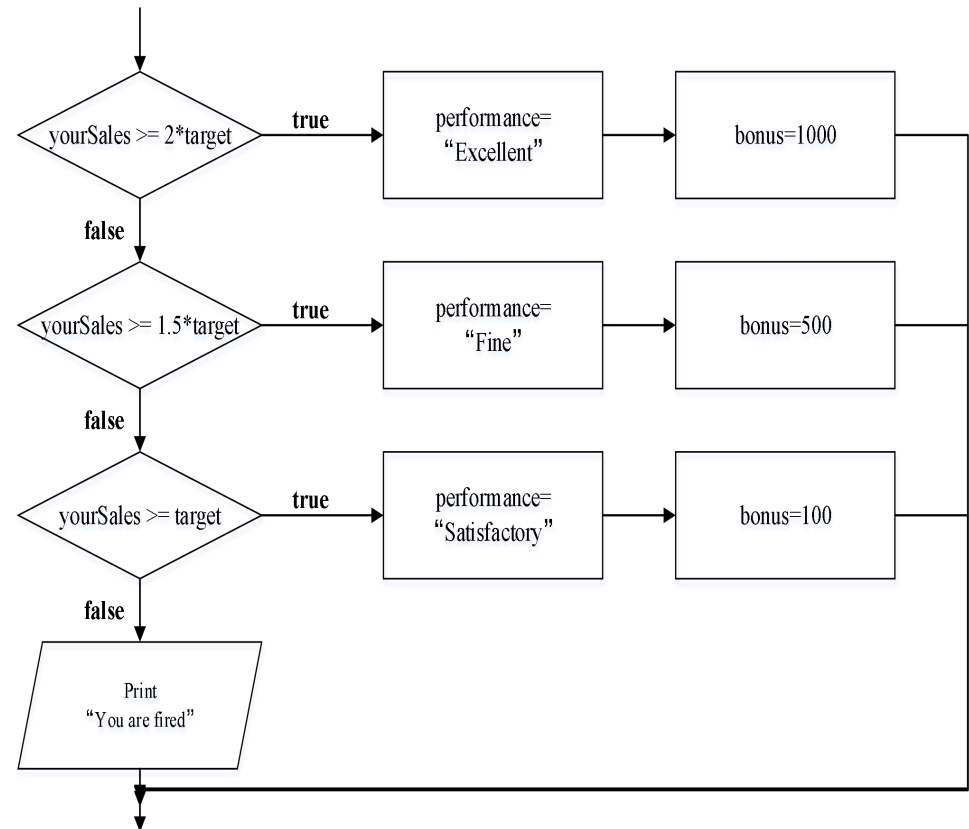 yourSales >= 2*target
true
performance=
“Excellent”
bonus=1000
false
yourSales >= 1.5*target
true
performance=
“Fine”
bonus=500
false
yourSales >= target
true
performance=
“Satisfactory”
bonus=100
false
Print
“You are fired”